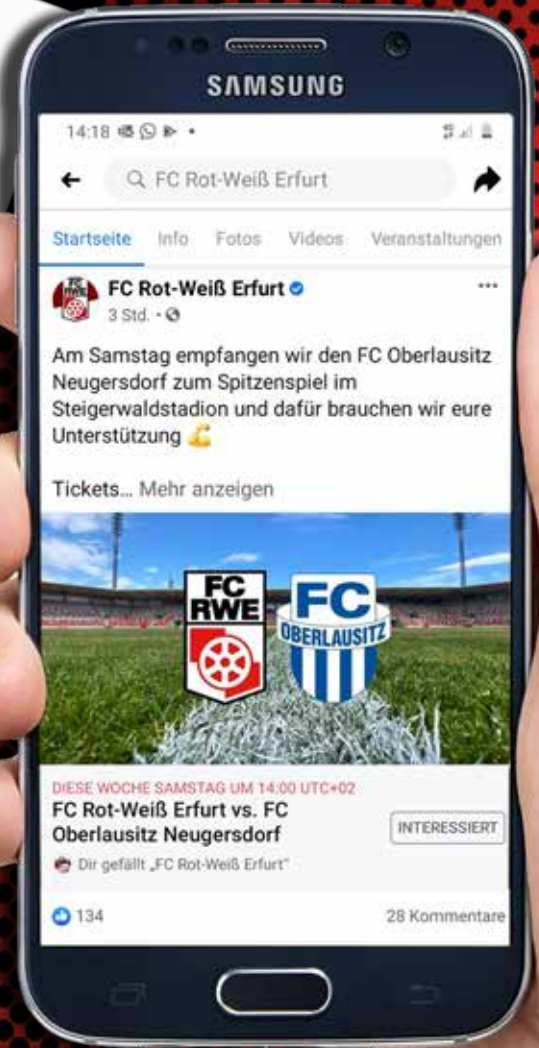 SAMSUNG
14:18
FC Rot-Weiß Erfurt
Startseite Info Fotos Videos Veranstaltungen
FC Rot-Weiß Erfurt
3 Std.
Am Samstag empfangen wir den FC Oberlausitz
Neugersdorf zum Spitzenspiel im
Steigerwaldstadion und dafür brauchen wir eure
Unterstützung 💪
Tickets... Mehr anzeigen
FC
RWE
FC
OBERLAUSITZ
DIESE WOCHE SAMSTAG UM 14:00 UTC+02
FC Rot-Weiß Erfurt vs. FC
Oberlausitz Neugersdorf
INTERESSIERT
Dir gefällt „FC Rot-Weiß Erfurt“
134
28 Kommentare